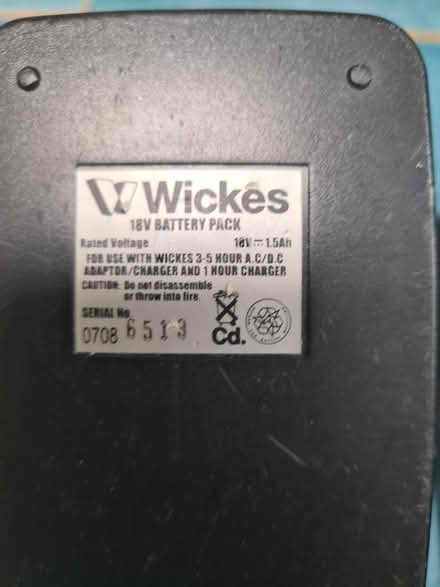 Wickes
18V BATTERY PACK
Rated Voltage 18V⎓1.5Ah
FOR USE WITH WICKES 3-5 HOUR A.C/D.C
ADAPTOR/CHARGER AND 1 HOUR CHARGER
CAUTION: Do not disassemble
or throw into fire
SERIAL No.
0708 6513
Cd.